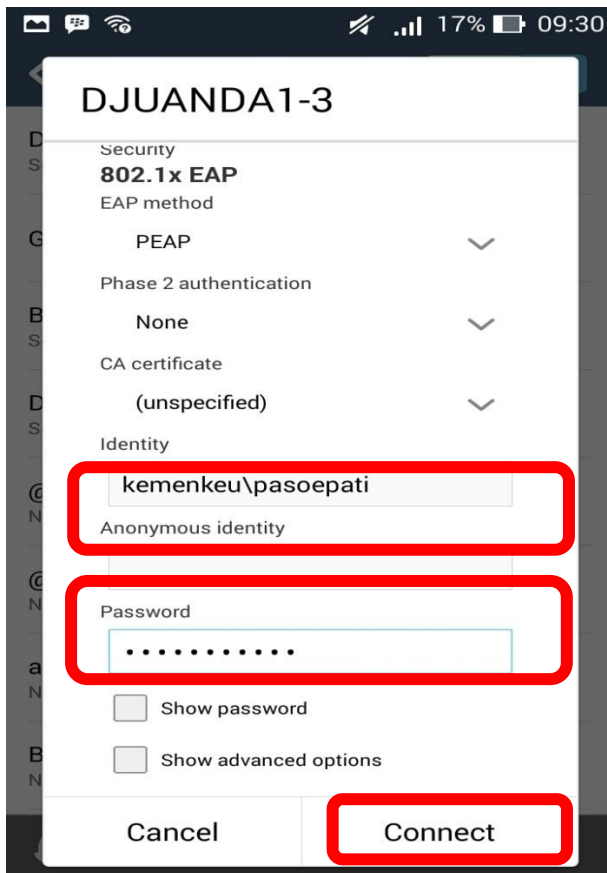 17% 09:30
DJUANDA1-3
Security
802.1x EAP
EAP method
PEAP
Phase 2 authentication
None
CA certificate
(unspecified)
Identity
kemenkeu\pasoepati
Anonymous identity
Password
•••••••••••
Show password
Show advanced options
Cancel Connect